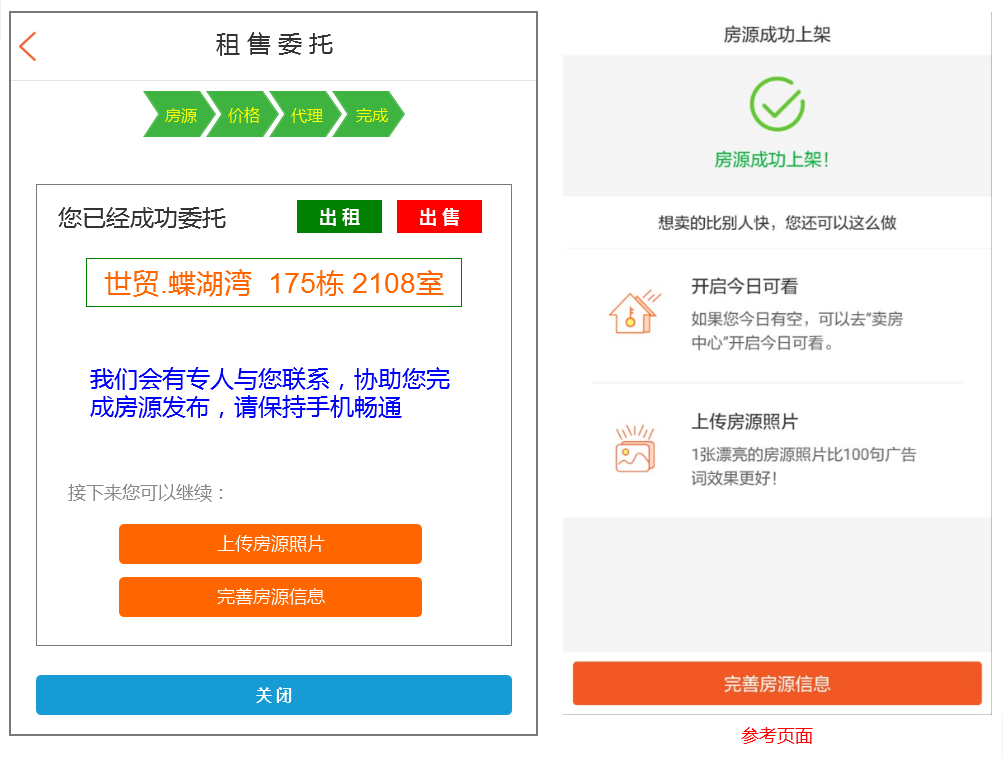 租售委托
房源 价格 代理 完成
您已经成功委托 出租 出售
世贸.蝶湖湾 175栋 2108室
我们会有专人与您联系，协助您完
成房源发布，请保持手机畅通
接下来您可以继续：
上传房源照片
完善房源信息
关闭
房源成功上架
房源成功上架!
想卖的比别人快，您还可以这么做
开启今日可看
如果您今日有空，可以去“卖房
中心”开启今日可看。
上传房源照片
1张漂亮的房源照片比100句广告
词效果更好!
完善房源信息
参考页面